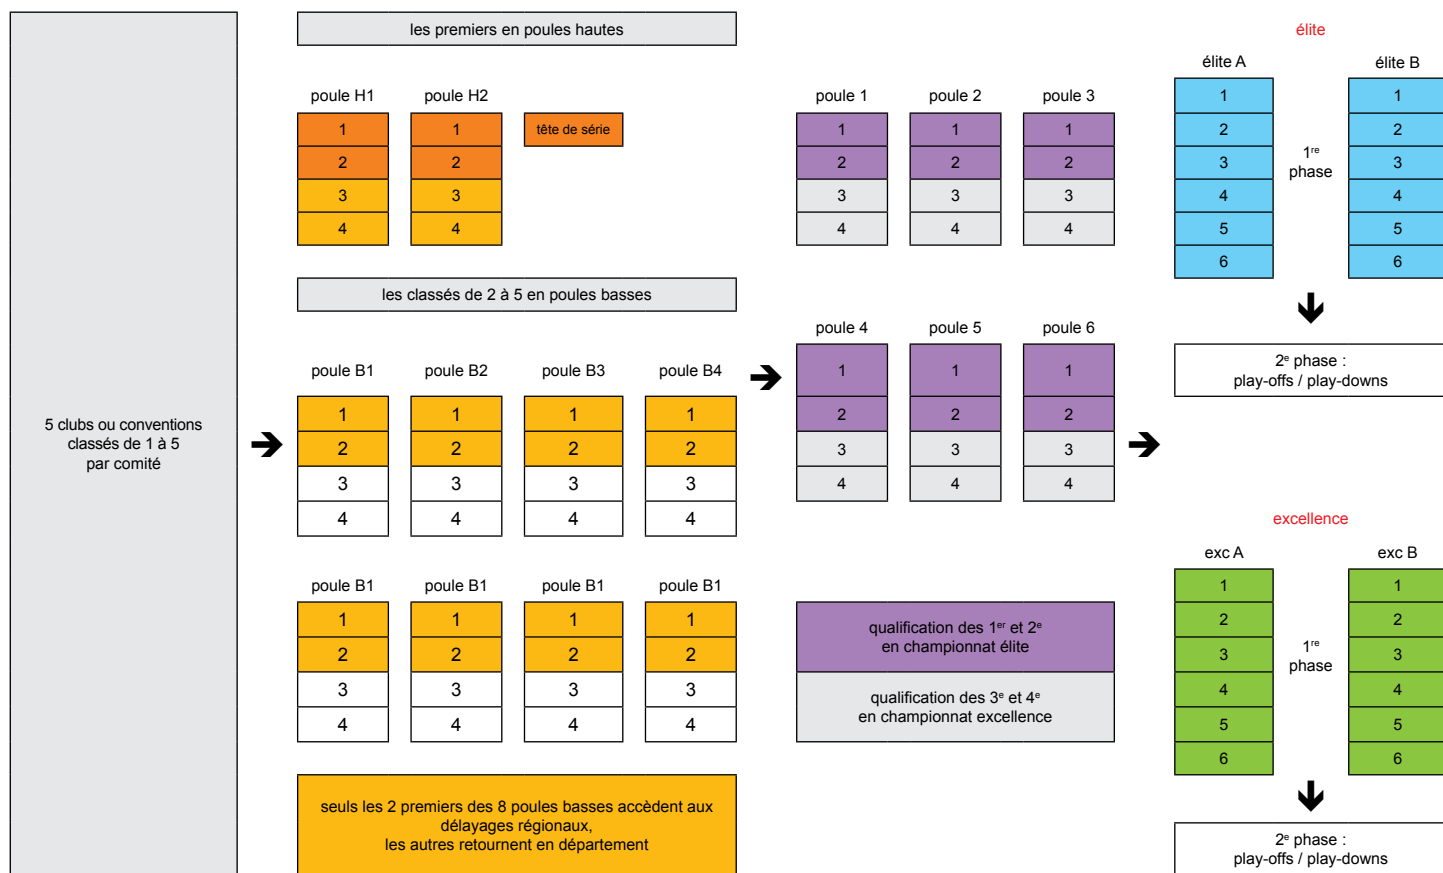 5 clubs ou conventions
classés de 1 à 5
par comité
les premiers en poules hautes
poule H1
1
2
3
4
poule H2
1
2
3
4
tête de série
les classés de 2 à 5 en poules basses
poule B1
1
2
3
4
poule B2
1
2
3
4
poule B3
1
2
3
4
poule B4
1
2
3
4
poule B1
1
2
3
4
poule B1
1
2
3
4
poule B1
1
2
3
4
poule B1
1
2
3
4
seuls les 2 premiers des 8 poules basses accèdent aux
délayages régionaux,
les autres retournent en département
poule 1
1
2
3
4
poule 2
1
2
3
4
poule 3
1
2
3
4
poule 4
1
2
3
4
poule 5
1
2
3
4
poule 6
1
2
3
4
qualification des 1er et 2e
en championnat élite
qualification des 3e et 4e
en championnat excellence
élite
élite A
1
2
3
4
5
6
1re
phase
élite B
1
2
3
4
5
6
2e phase :
play-offs / play-downs
excellence
exc A
1
2
3
4
5
6
1re
phase
exc B
1
2
3
4
5
6
2e phase :
play-offs / play-downs